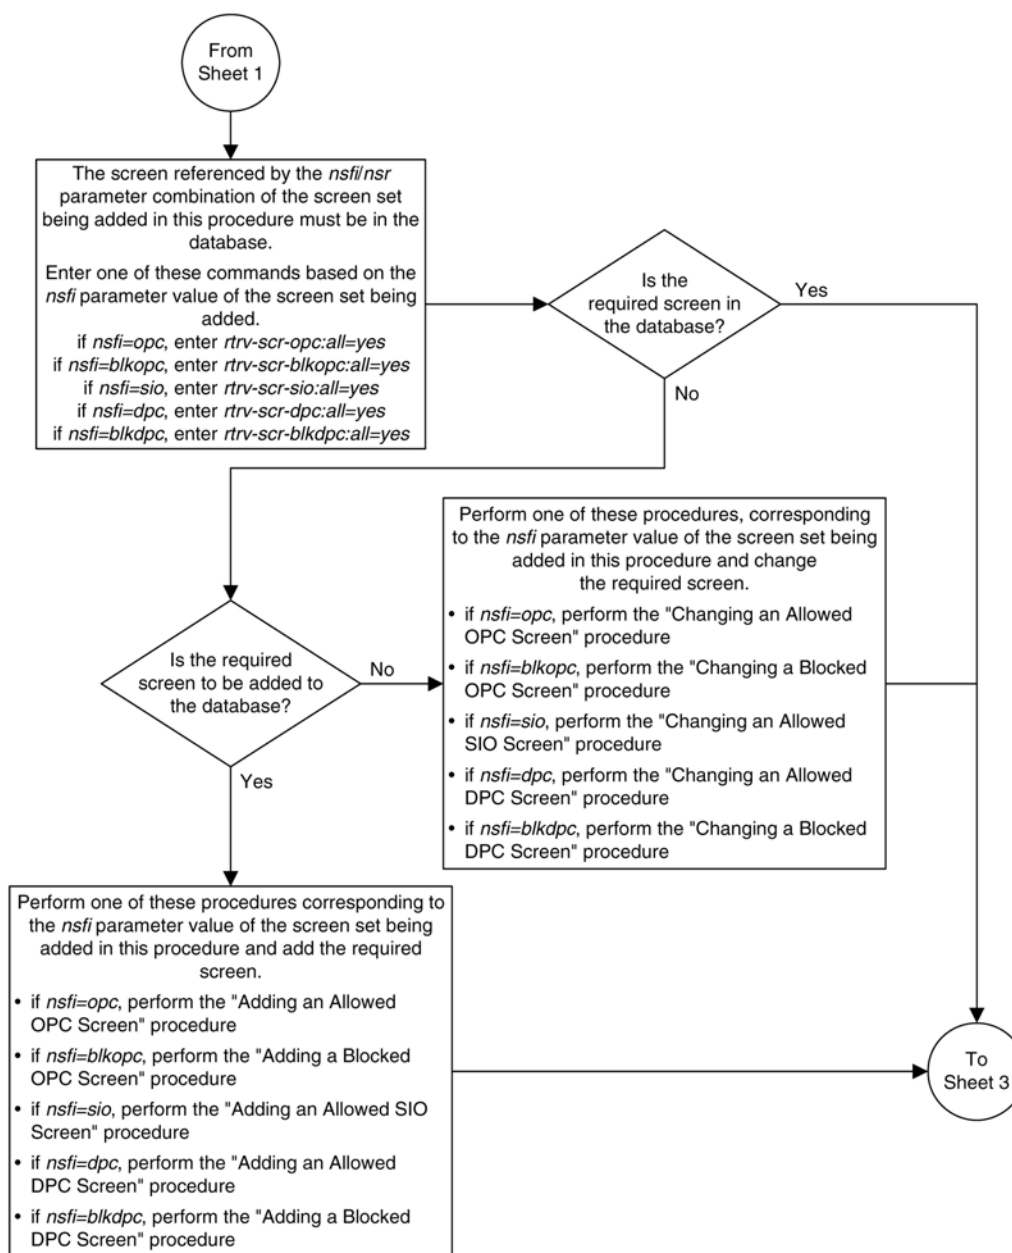 From
Sheet 1
The screen referenced by the nsfi/nsr
parameter combination of the screen set
being added in this procedure must be in the
database.
Enter one of these commands based on the
nsfi parameter value of the screen set being
added.
if nsfi=opc, enter rtrv-scr-opc:all=yes
if nsfi=blkopc, enter rtrv-scr-blkopc:all=yes
if nsfi=sio, enter rtrv-scr-sio:all=yes
if nsfi=dpc, enter rtrv-scr-dpc:all=yes
if nsfi=blkdpc, enter rtrv-scr-blkdpc:all=yes
Is the
required screen in
the database?
Yes
No
Perform one of these procedures, corresponding
to the nsfi parameter value of the screen set being
added in this procedure and change
the required screen.
• if nsfi=opc, perform the "Changing an Allowed
OPC Screen" procedure
• if nsfi=blkopc, perform the "Changing a Blocked
OPC Screen" procedure
• if nsfi=sio, perform the "Changing an Allowed
SIO Screen" procedure
• if nsfi=dpc, perform the "Changing an Allowed
DPC Screen" procedure
• if nsfi=blkdpc, perform the "Changing a Blocked
DPC Screen" procedure
Is the required
screen to be added to
the database?
No
Yes
Perform one of these procedures corresponding to
the nsfi parameter value of the screen set being
added in this procedure and add the required
screen.
• if nsfi=opc, perform the "Adding an Allowed
OPC Screen" procedure
• if nsfi=blkopc, perform the "Adding a Blocked
OPC Screen" procedure
• if nsfi=sio, perform the "Adding an Allowed SIO
Screen" procedure
• if nsfi=dpc, perform the "Adding an Allowed
DPC Screen" procedure
• if nsfi=blkdpc, perform the "Adding a Blocked
DPC Screen" procedure
To
Sheet 3